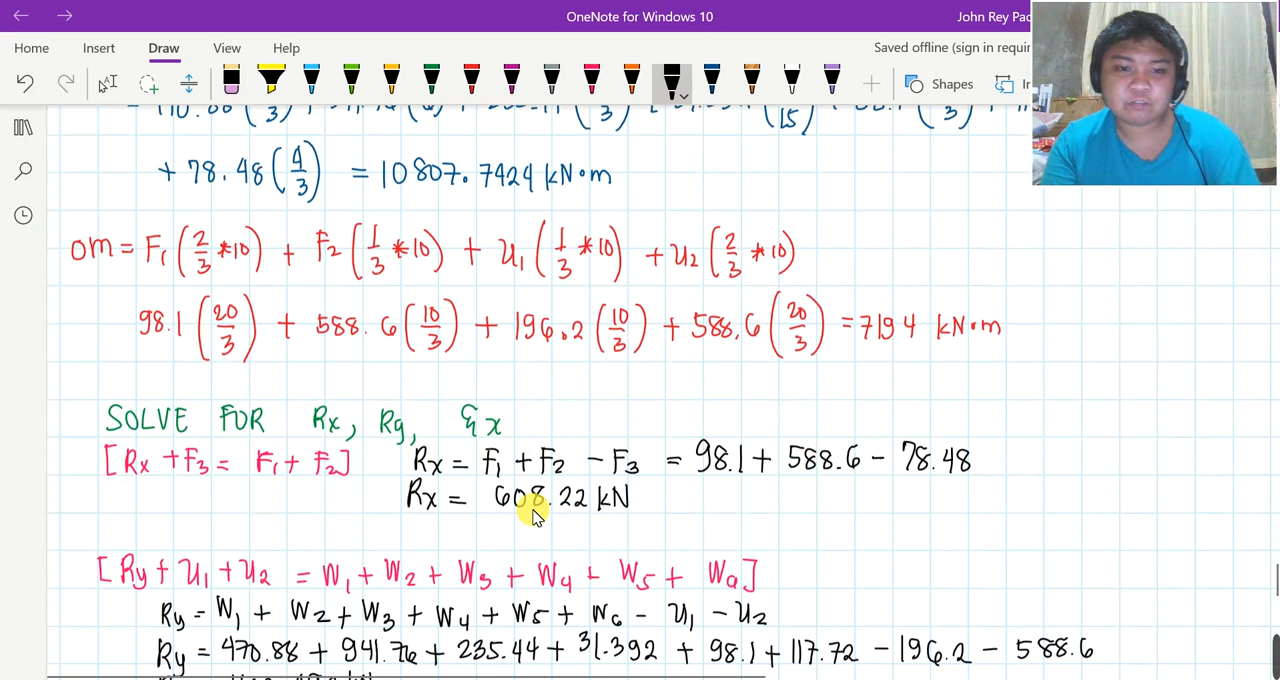 OneNote for Windows 10
John Rey Pac
Home Insert Draw View Help
Saved offline (sign in requir
Shapes
In
+ 78.48 (4/3) = 10807.7424 kN·m
OM = F1 (2/3 *10) + F2 (1/3 *10) + U1 (1/3 *10) + U2 (2/3 *10)
98.1 (20/3) + 588.6 (10/3) + 196.2 (10/3) + 588.6 (20/3) = 7194 kN·m
SOLVE FOR Rx, Ry, & x
[Rx + F3 = F1 + F2] Rx = F1 + F2 - F3 = 98.1 + 588.6 - 78.48
Rx = 608.22 kN
[Ry + U1 + U2 = W1 + W2 + W3 + W4 + W5 + Wa]
Ry = W1 + W2 + W3 + W4 + W5 + W6 - U1 - U2
Ry = 470.88 + 941.76 + 235.44 + 31.392 + 98.1 + 117.72 - 196.2 - 588.6